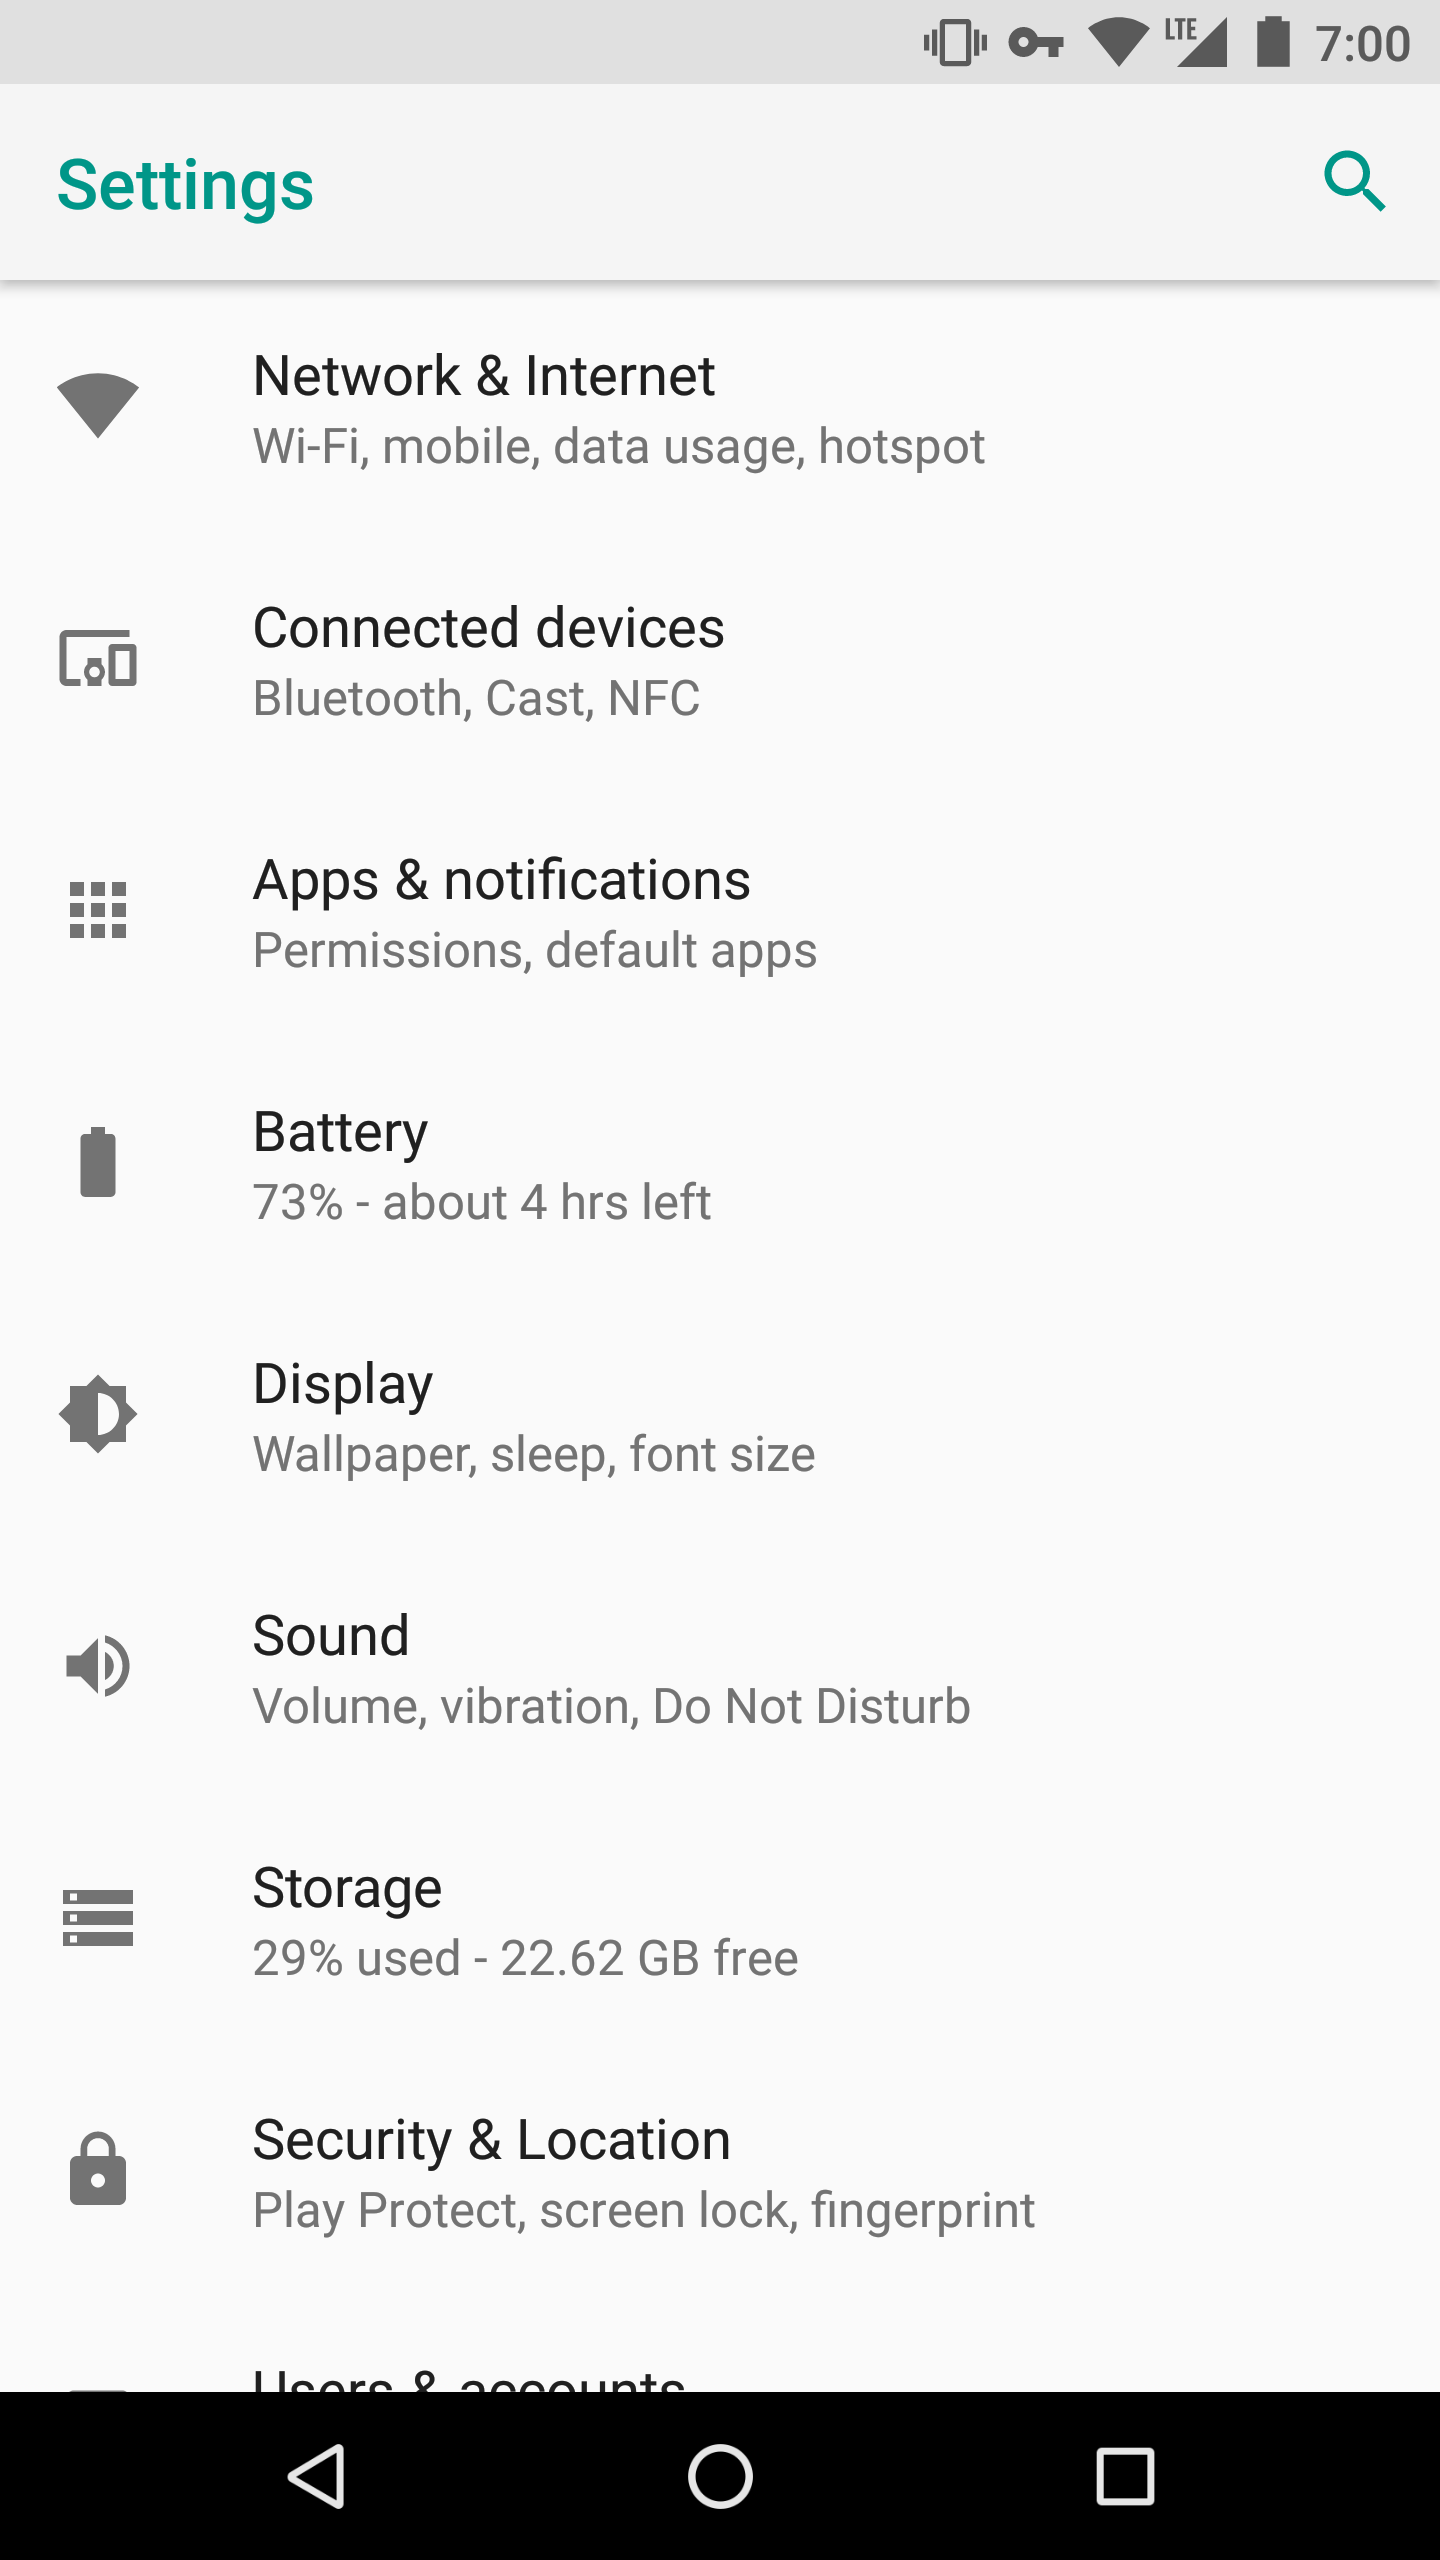 LTE 7:00
Settings
Network & Internet
Wi-Fi, mobile, data usage, hotspot
Connected devices
Bluetooth, Cast, NFC
Apps & notifications
Permissions, default apps
Battery
73% - about 4 hrs left
Display
Wallpaper, sleep, font size
Sound
Volume, vibration, Do Not Disturb
Storage
29% used - 22.62 GB free
Security & Location
Play Protect, screen lock, fingerprint
Users & accounts